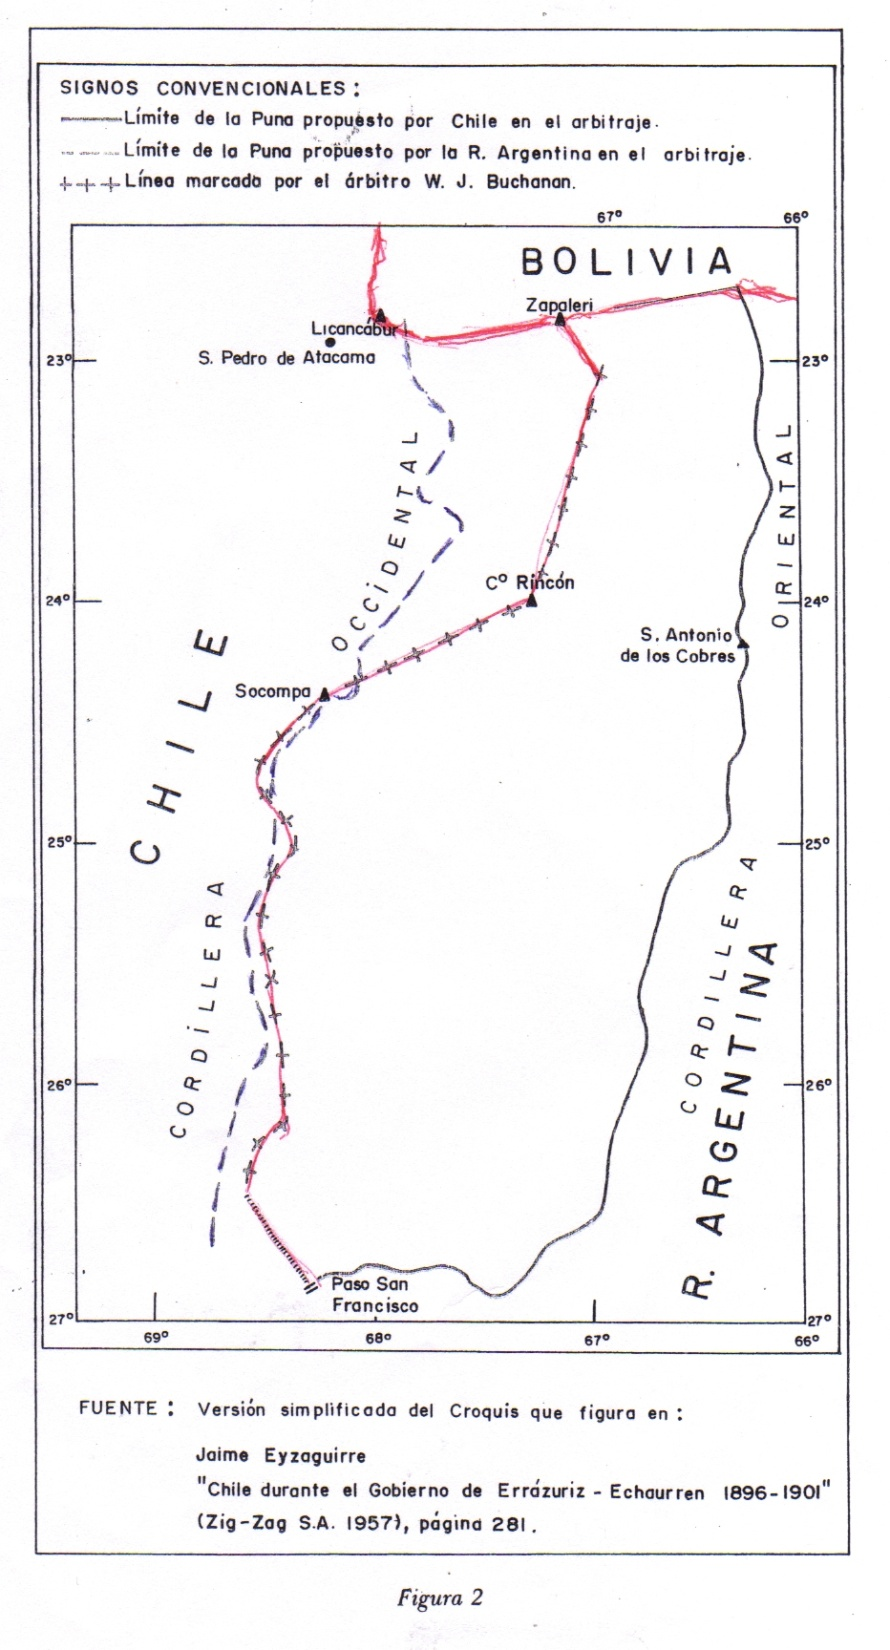 SIGNOS CONVENCIONALES:
Límite de la Puna propuesto por Chile en el arbitraje.
Límite de la Puna propuesto por la R. Argentina en el arbitraje.
Línea marcada por el árbitro W. J. Buchanan.
67° 66°
BOLIVIA
Zapaleri
Licancábur
S. Pedro de Atacama
23° 23°
OCCIDENTAL
ORIENTAL
C° Rincón
24° 24°
S. Antonio
de los Cobres
CHILE
Socompa
25° 25°
CORDILLERA
CORDILLERA
R. ARGENTINA
26° 26°
Paso San
Francisco
27° 27°
69° 68° 67° 66°
FUENTE: Versión simplificada del Croquis que figura en:
Jaime Eyzaguirre
"Chile durante el Gobierno de Errázuriz - Echaurren 1896-1901"
(Zig-Zag S.A. 1957), página 281.
Figura 2